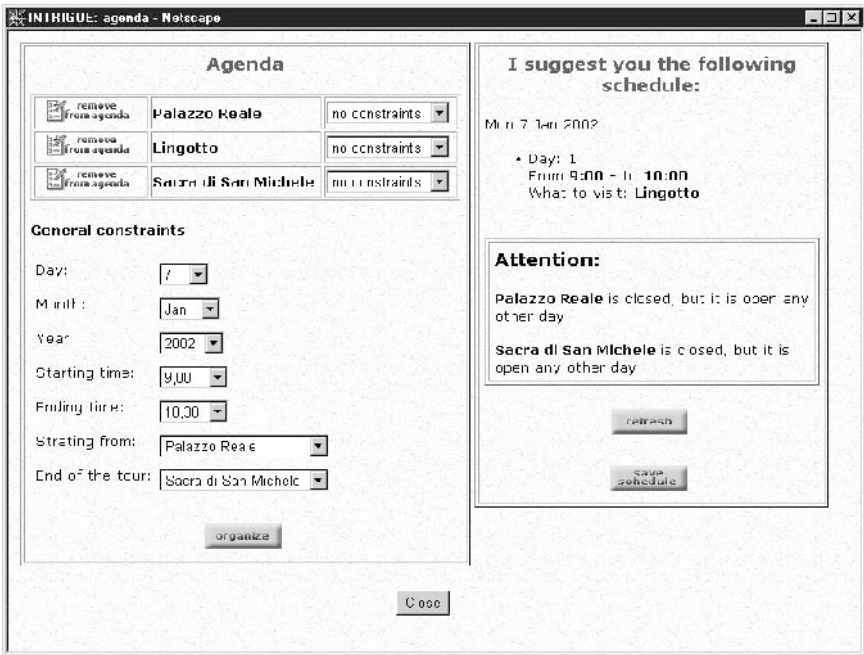 INTRIGUE: agenda - Netscape
Agenda
remove from agenda Palazzo Reale no constraints
remove from agenda Lingotto no constraints
remove from agenda Sacra di San Michele no constraints
General constraints
Day: 7
Month: Jan
Year 2002
Starting time: 9,00
Ending time: 10,00
Strating from: Palazzo Reale
End of the tour: Sacra di San Michele
organize
I suggest you the following
schedule:
Mon 7 Jan 2002
• Day: 1
From 9:00 - to 10:00
What to visit: Lingotto
Attention:
Palazzo Reale is closed, but it is open any
other day
Sacra di San Michele is closed, but it is
open any other day
refresh
save
schedule
Close